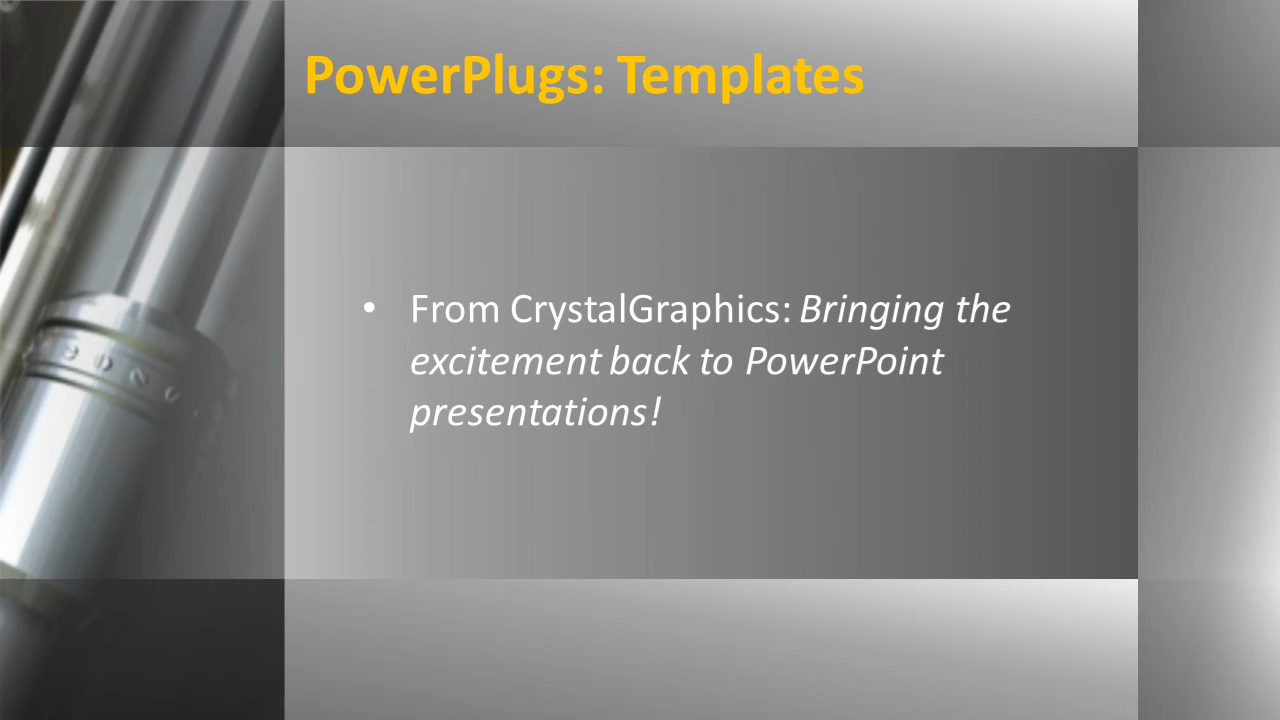 PowerPlugs: Templates
• From CrystalGraphics: Bringing the
excitement back to PowerPoint
presentations!